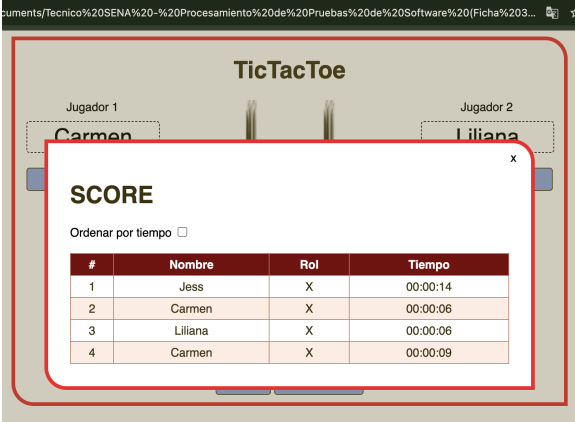 cuments/Tecnico%20SENA%20-%20Procesamiento%20de%20Pruebas%20de%20Software%20(Ficha%203...
TicTacToe
Jugador 1 Jugador 2
Carmen Liliana
x
SCORE
Ordenar por tiempo
# Nombre Rol Tiempo
1 Jess X 00:00:14
2 Carmen X 00:00:06
3 Liliana X 00:00:06
4 Carmen X 00:00:09